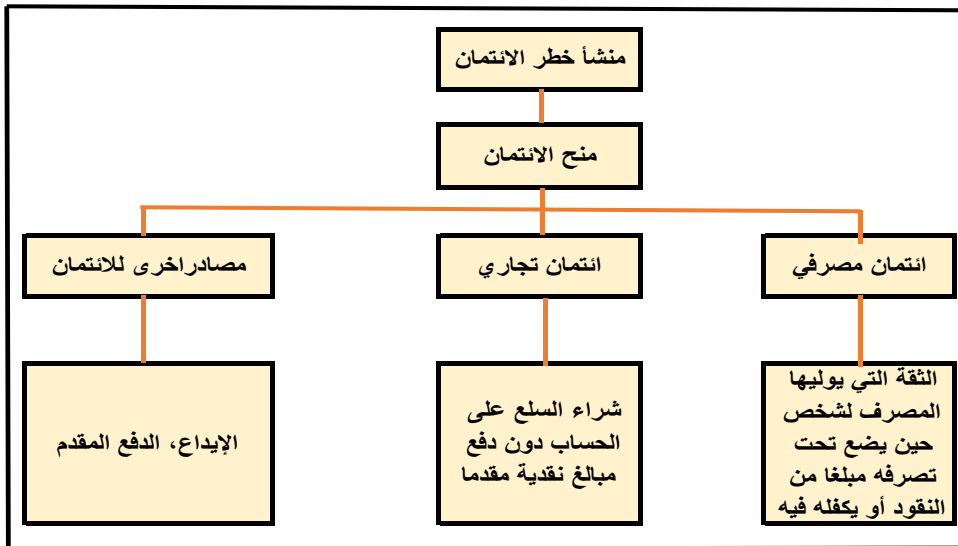 منشأ خطر الائتمان
منح الائتمان
ائتمان مصرفي
ائتمان تجاري
مصادراخرى للائتمان
الثقة التي يوليها
المصرف لشخص
حين يضع تحت
تصرفه مبلغا من
النقود أو يكفله فيه
شراء السلع على
الحساب دون دفع
مبالغ نقدية مقدما
الإيداع، الدفع المقدم